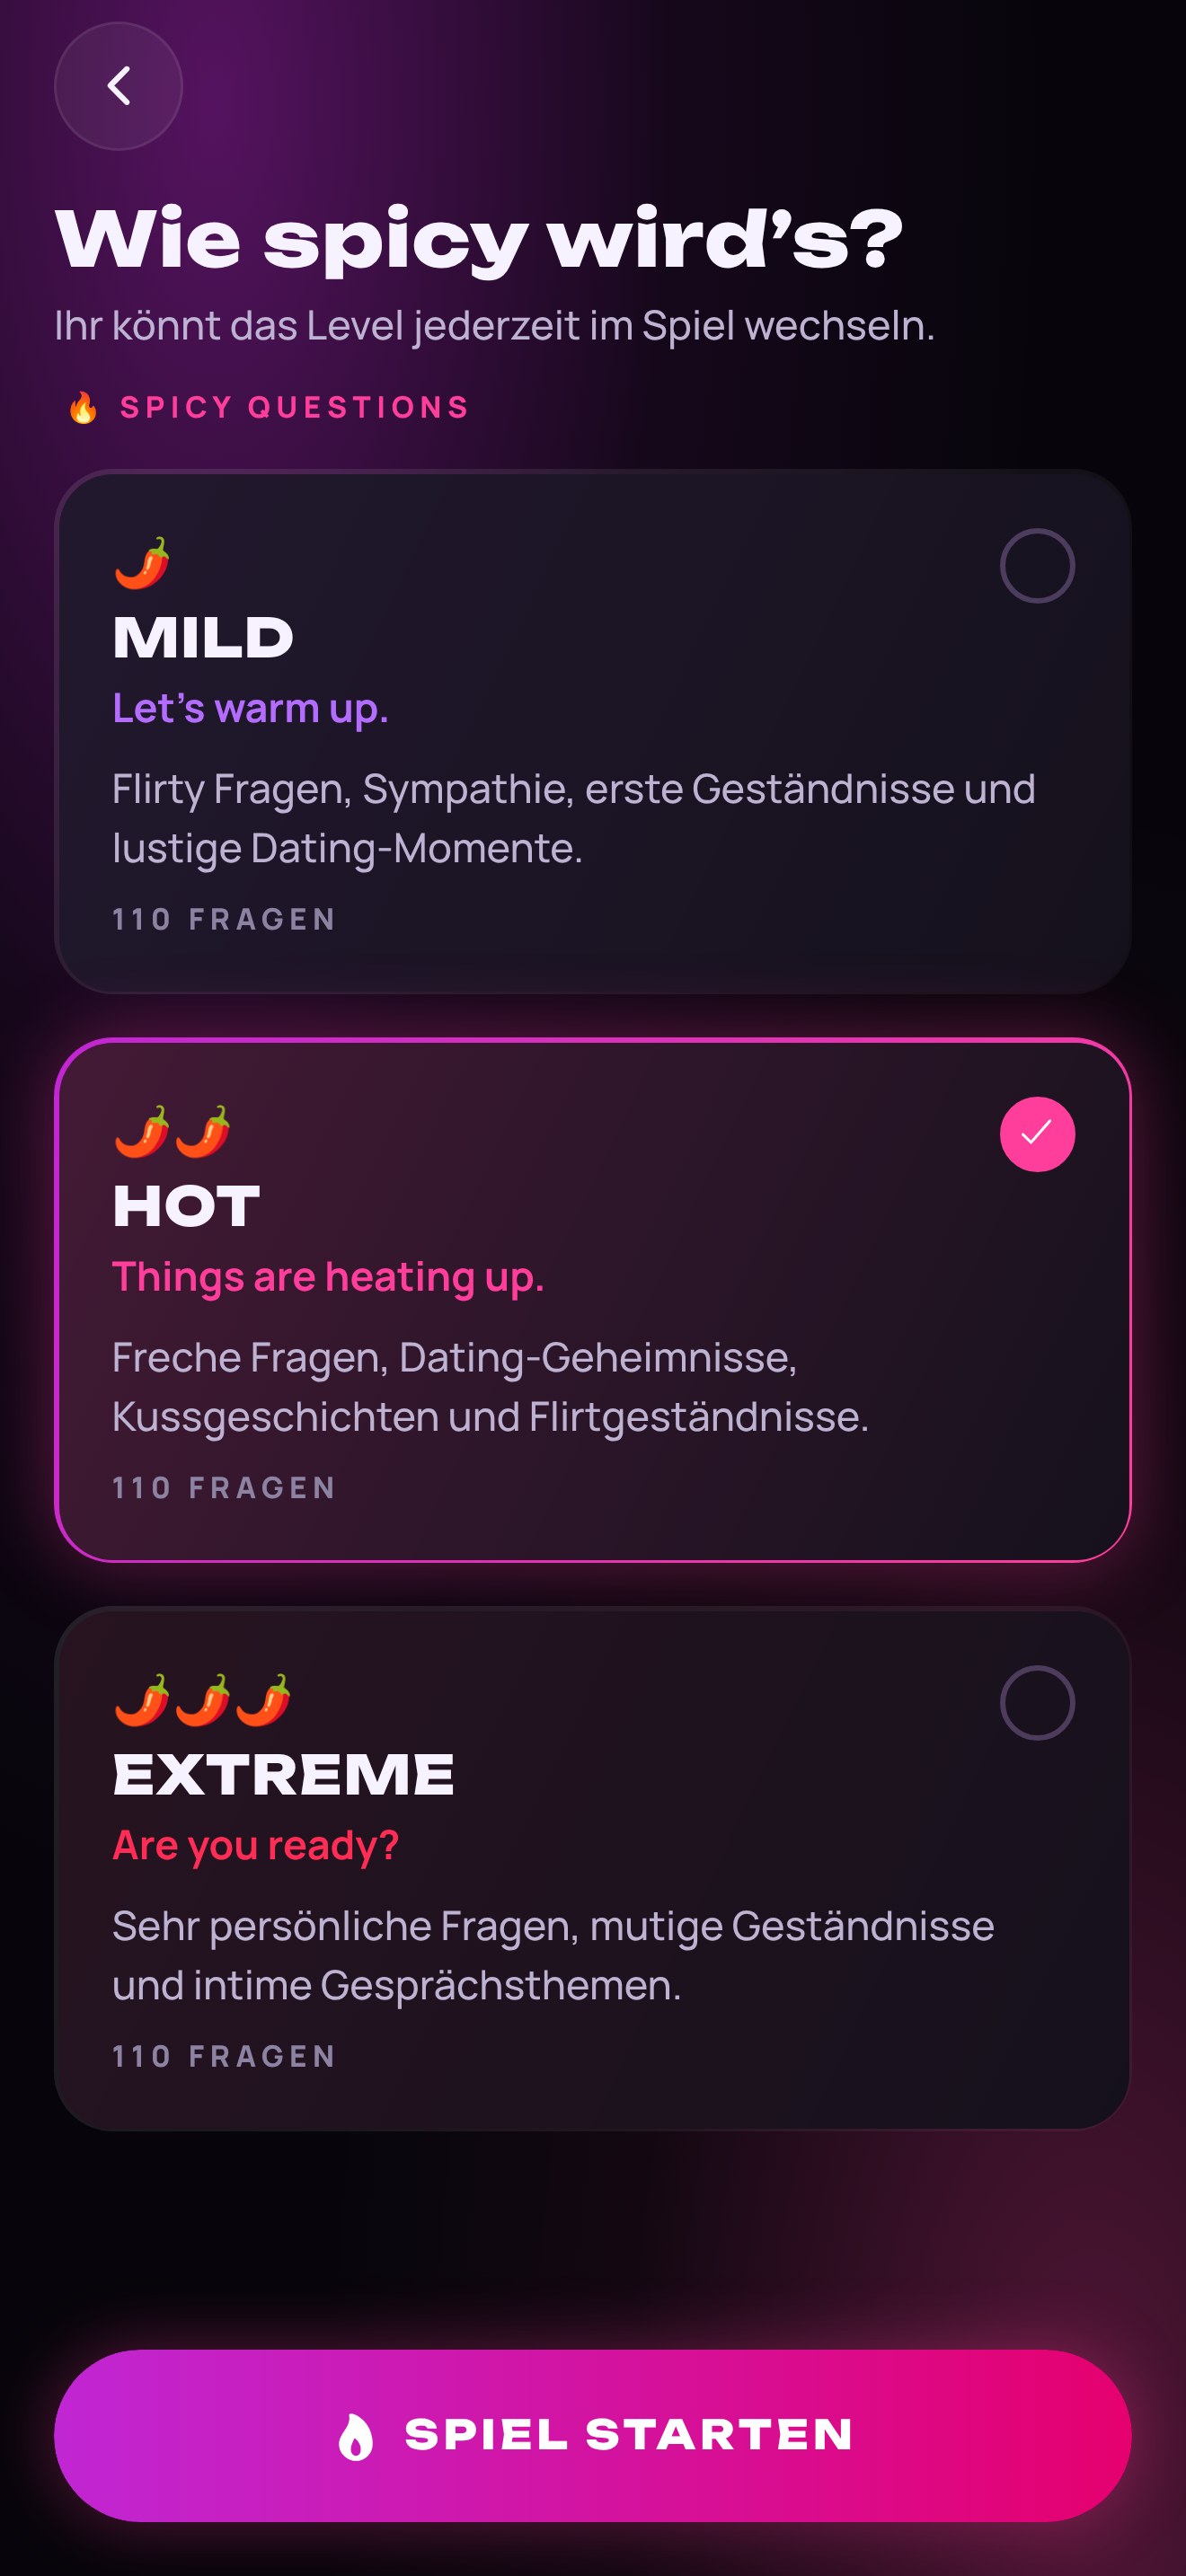 Wie spicy wird’s?
Ihr könnt das Level jederzeit im Spiel wechseln.
🔥 SPICY QUESTIONS
🌶️
MILD
Let’s warm up.
Flirty Fragen, Sympathie, erste Geständnisse und
lustige Dating-Momente.
110 FRAGEN
🌶️🌶️
HOT
Things are heating up.
Freche Fragen, Dating-Geheimnisse,
Kussgeschichten und Flirtgeständnisse.
110 FRAGEN
🌶️🌶️🌶️
EXTREME
Are you ready?
Sehr persönliche Fragen, mutige Geständnisse
und intime Gesprächsthemen.
110 FRAGEN
SPIEL STARTEN